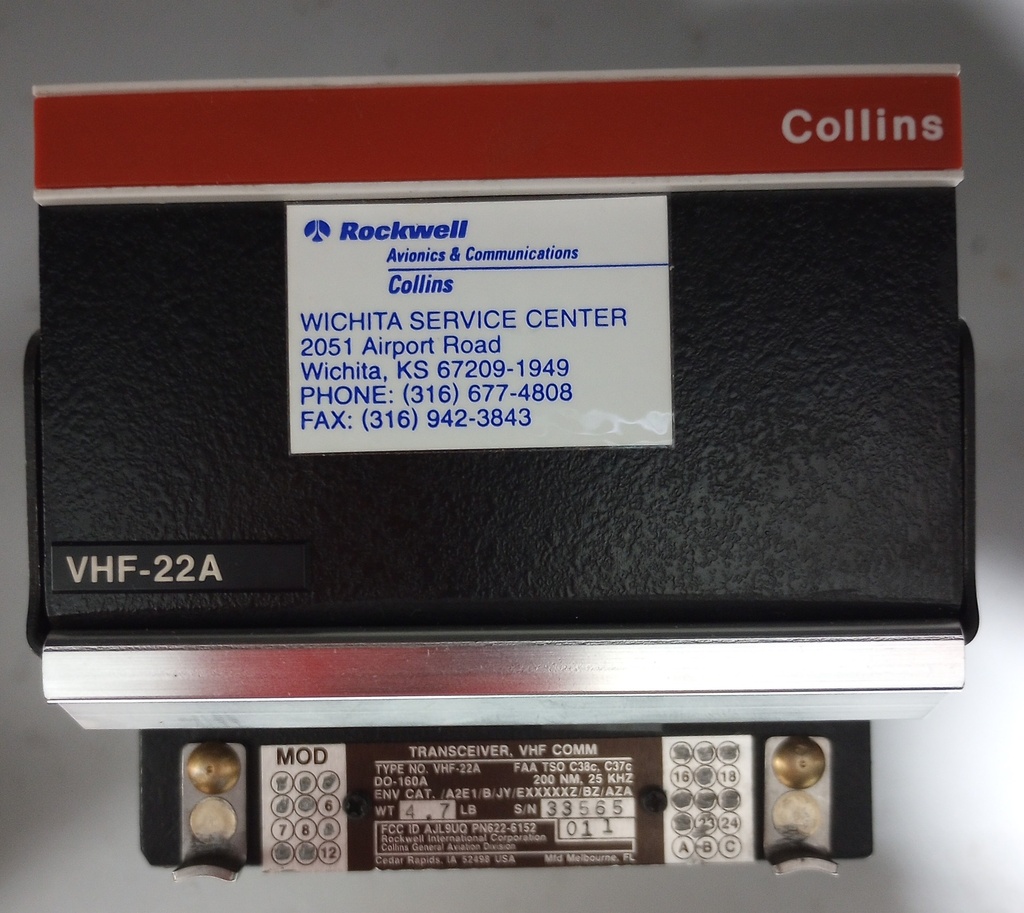 Collins
Rockwell
Avionics & Communications
Collins
WICHITA SERVICE CENTER
2051 Airport Road
Wichita, KS 67209-1949
PHONE: (316) 677-4808
FAX: (316) 942-3843
VHF-22A
MOD
6
7 8
12
TRANSCEIVER, VHF COMM
TYPE NO. VHF-22A FAA TSO C38c, C37c
DO-160A 200 NM, 25 KHZ
ENV CAT. /A2E1/B/JY/EXXXXXZ/BZ/AZA
WT 4.7 LB S/N 33565
FCC ID AJL9UQ PN622-6152 011
Rockwell International Corporation
Collins General Aviation Division
Cedar Rapids, IA 52498 USA Mfd Melbourne, FL
16 18
23 24
A B C